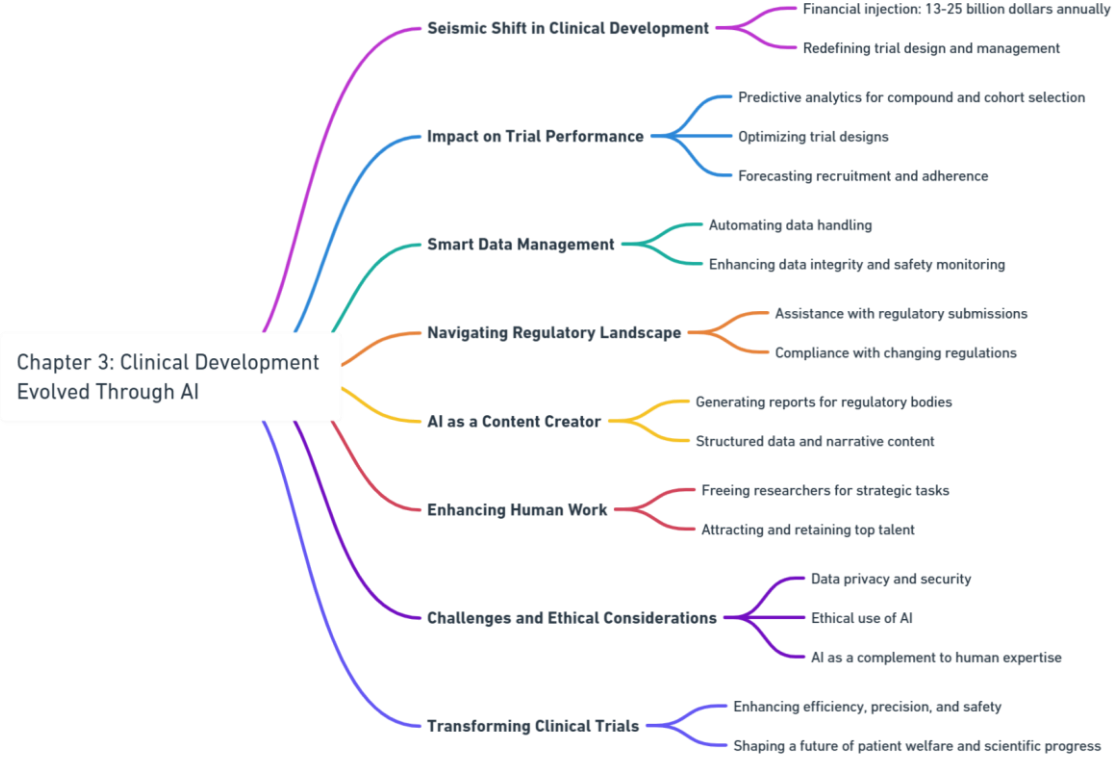 Chapter 3: Clinical Development
Evolved Through AI
Seismic Shift in Clinical Development
Financial injection: 13-25 billion dollars annually
Redefining trial design and management
Impact on Trial Performance
Predictive analytics for compound and cohort selection
Optimizing trial designs
Forecasting recruitment and adherence
Smart Data Management
Automating data handling
Enhancing data integrity and safety monitoring
Navigating Regulatory Landscape
Assistance with regulatory submissions
Compliance with changing regulations
AI as a Content Creator
Generating reports for regulatory bodies
Structured data and narrative content
Enhancing Human Work
Freeing researchers for strategic tasks
Attracting and retaining top talent
Challenges and Ethical Considerations
Data privacy and security
Ethical use of AI
AI as a complement to human expertise
Transforming Clinical Trials
Enhancing efficiency, precision, and safety
Shaping a future of patient welfare and scientific progress